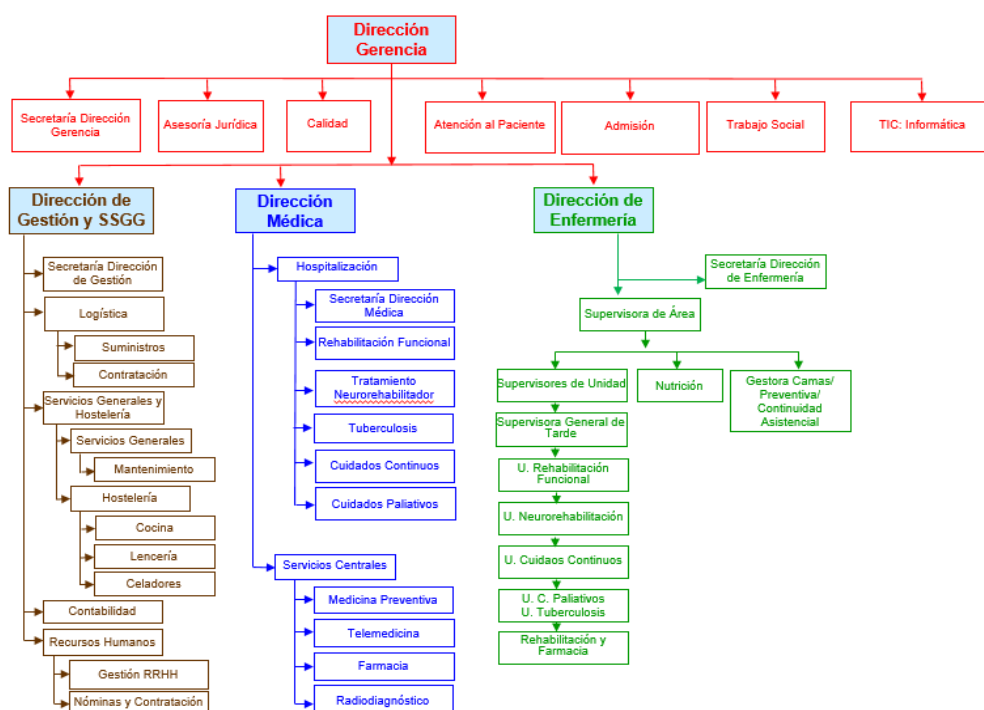 Dirección
Gerencia
Secretaría Dirección
Gerencia
Asesoría Jurídica
Calidad
Atención al Paciente
Admisión
Trabajo Social
TIC: Informática
Dirección de
Gestión y SSGG
Secretaría Dirección
de Gestión
Logística
Suministros
Contratación
Servicios Generales y
Hostelería
Servicios Generales
Mantenimiento
Hostelería
Cocina
Lencería
Celadores
Contabilidad
Recursos Humanos
Gestión RRHH
Nóminas y Contratación
Dirección
Médica
Hospitalización
Secretaría Dirección
Médica
Rehabilitación Funcional
Tratamiento
Neurorehabilitador
Tuberculosis
Cuidados Continuos
Cuidados Paliativos
Servicios Centrales
Medicina Preventiva
Telemedicina
Farmacia
Radiodiagnóstico
Dirección de
Enfermería
Secretaría Dirección
de Enfermería
Supervisora de Área
Supervisores de Unidad
Nutrición
Gestora Camas/
Preventiva/
Continuidad
Asistencial
Supervisora General de
Tarde
U. Rehabilitación
Funcional
U. Neurorehabilitación
U. Cuidaos Continuos
U. C. Paliativos
U. Tuberculosis
Rehabilitación y
Farmacia